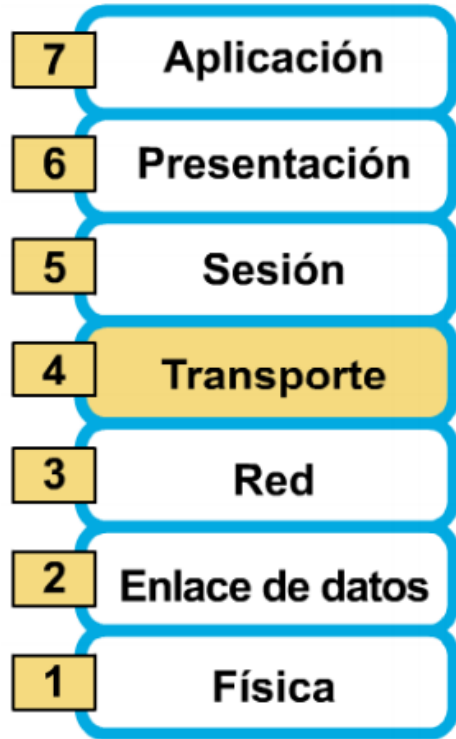 7 Aplicación
6 Presentación
5 Sesión
4 Transporte
3 Red
2 Enlace de datos
1 Física